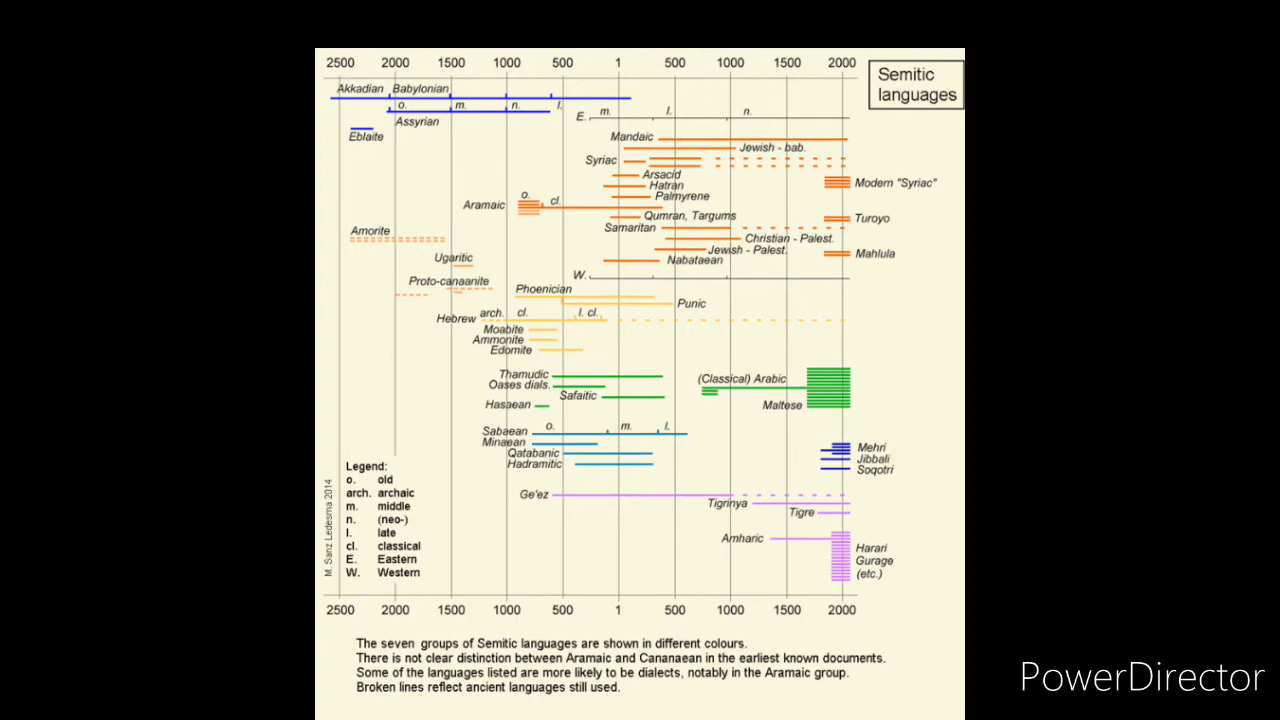 2500 2000 1500 1000 500 1 500 1000 1500 2000
Semitic
languages
Akkadian Babylonian
o. m. n. l.
Assyrian
E. m. l. n.
Eblaite
Mandaic
Jewish - bab.
Syriac
Arsacid
Modern "Syriac"
Hatran
Palmyrene
o.
Aramaic cl.
Qumran, Targums
Turoyo
Samaritan
Amorite
Christian - Palest.
Jewish - Palest.
Mahlula
Ugaritic
Nabataean
W.
Proto-canaanite
Phoenician
Punic
Hebrew arch. cl. l. cl.
Moabite
Ammonite
Edomite
Thamudic
(Classical) Arabic
Oases dials.
Safaitic
Hasaean
Maltese
Sabaean o. m. l.
Minaean
Mehri
Qatabanic
Jibbali
Hadramitic
Soqotri
Ge'ez
Tigrinya
Tigre
Amharic
Harari
Gurage
(etc.)
Legend:
o. old
arch. archaic
m. middle
n. (neo-)
l. late
cl. classical
E. Eastern
W. Western
M. Sanz Ledesma 2014
2500 2000 1500 1000 500 1 500 1000 1500 2000
The seven groups of Semitic languages are shown in different colours.
There is not clear distinction between Aramaic and Cananaean in the earliest known documents.
Some of the languages listed are more likely to be dialects, notably in the Aramaic group.
Broken lines reflect ancient languages still used.
PowerDirector